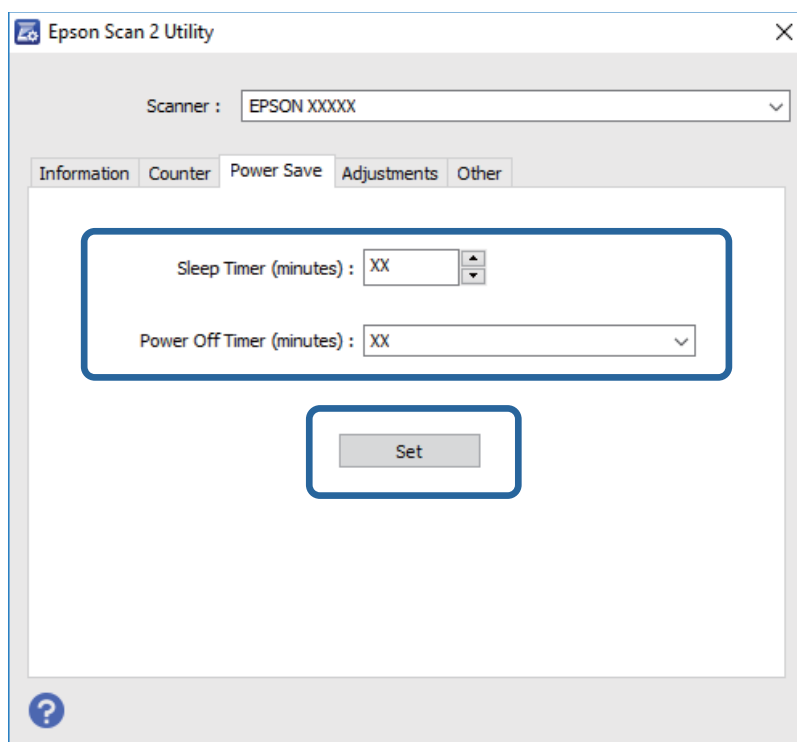 Epson Scan 2 Utility
Scanner : EPSON XXXXX
Information Counter Power Save Adjustments Other
Sleep Timer (minutes) : XX
Power Off Timer (minutes) : XX
Set
?